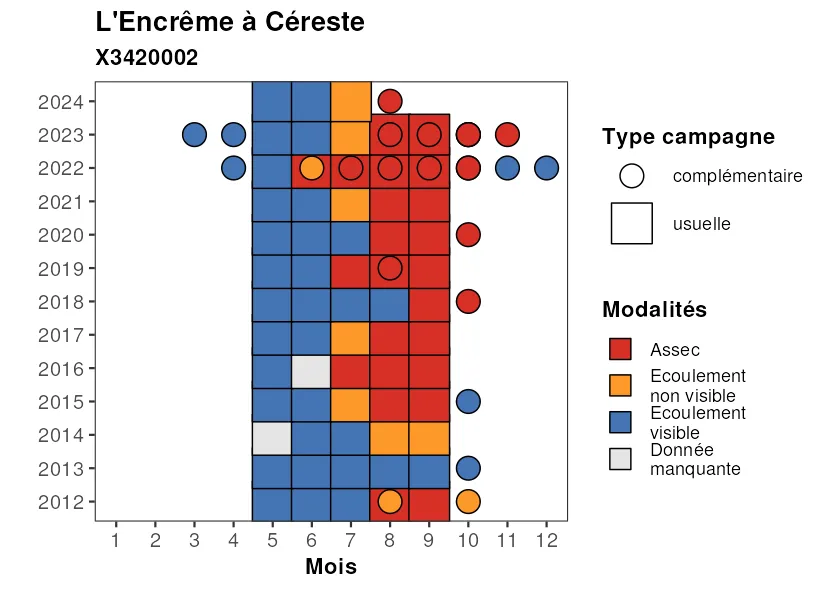 L'Encrême à Céreste
X3420002
2024
2023
2022
2021
2020
2019
2018
2017
2016
2015
2014
2013
2012
1 2 3 4 5 6 7 8 9 10 11 12
Mois
Type campagne
complémentaire
usuelle
Modalités
Assec
Ecoulement
non visible
Ecoulement
visible
Donnée
manquante